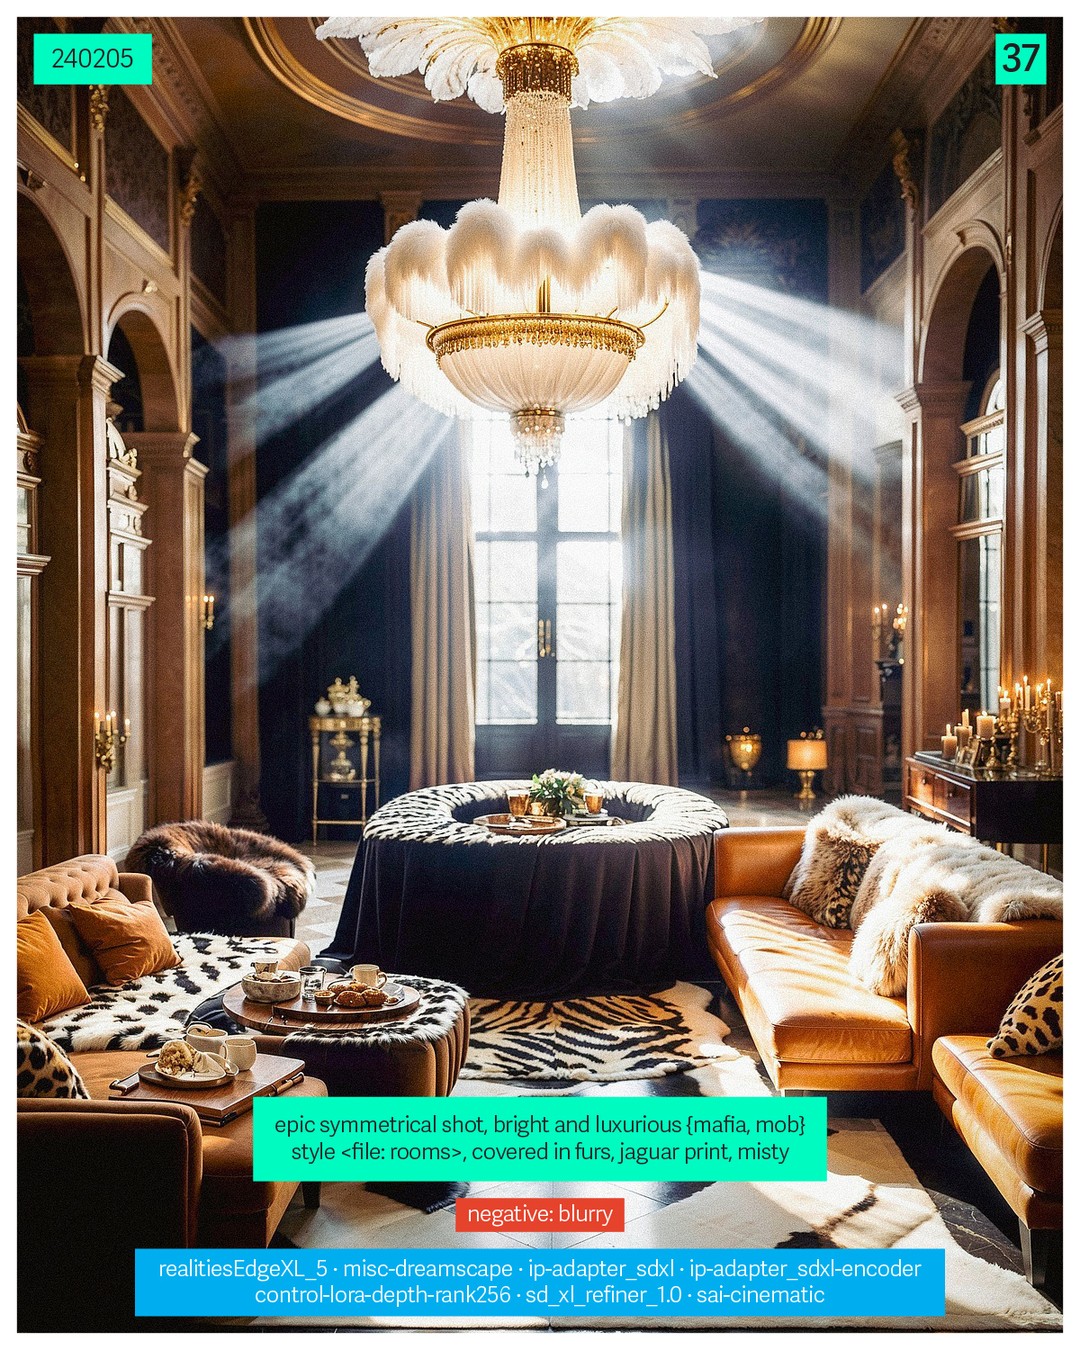 240205
37
epic symmetrical shot, bright and luxurious {mafia, mob}
style <file: rooms>, covered in furs, jaguar print, misty
negative: blurry
realitiesEdgeXL_5 · misc-dreamscape · ip-adapter_sdxl · ip-adapter_sdxl-encoder
control-lora-depth-rank256 · sd_xl_refiner_1.0 · sai-cinematic